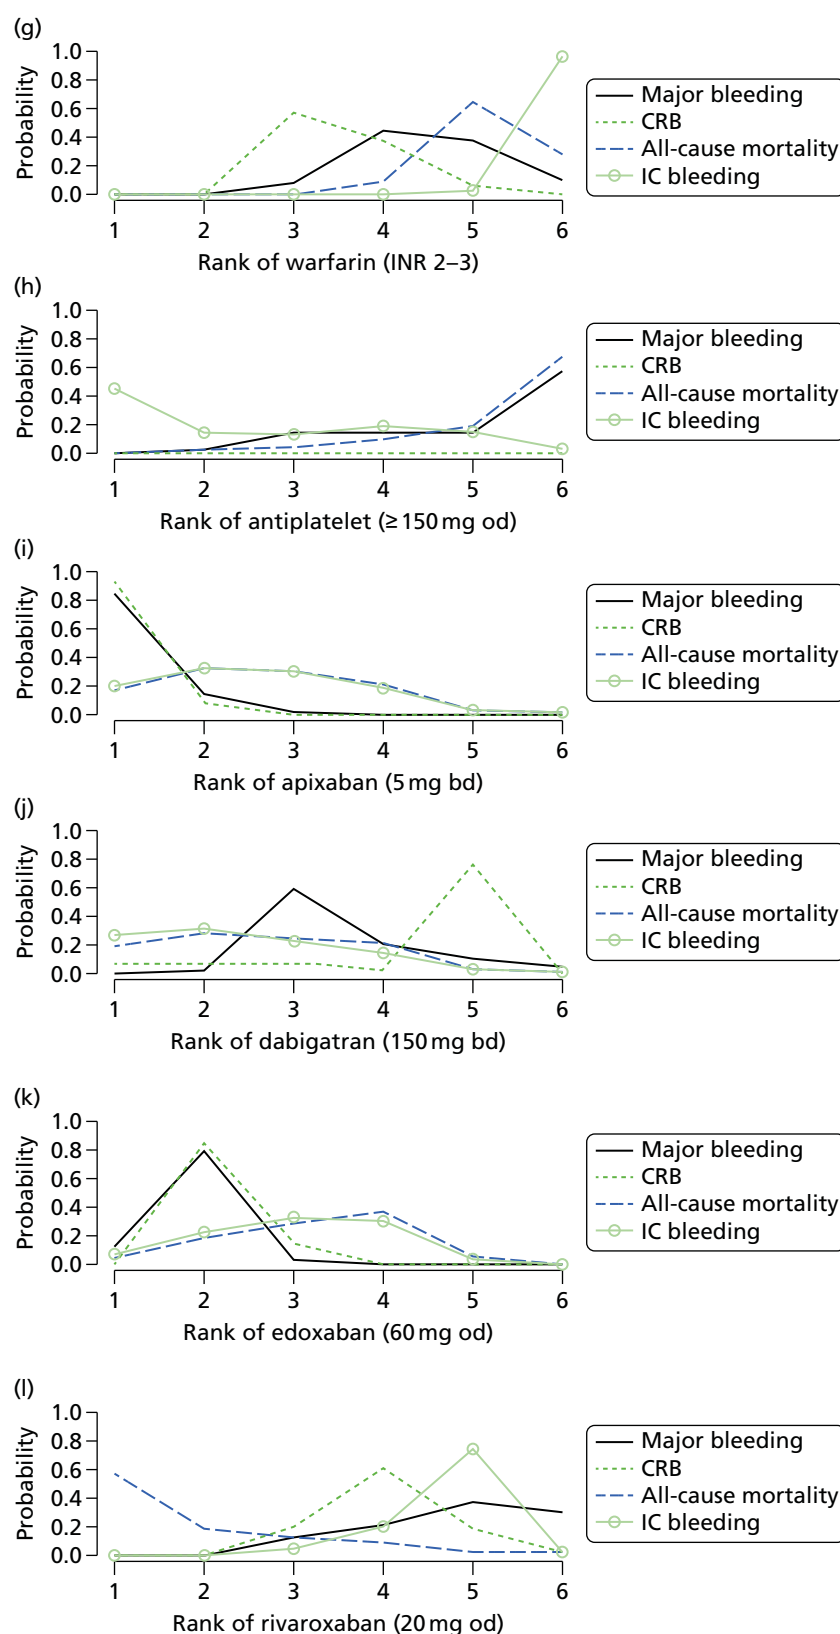 (g)
1.0
0.8
0.6
0.4
0.2
0.0
Probability
1 2 3 4 5 6
Rank of warfarin (INR 2–3)
Major bleeding
CRB
All-cause mortality
IC bleeding
(h)
1.0
0.8
0.6
0.4
0.2
0.0
Probability
1 2 3 4 5 6
Rank of antiplatelet (≥ 150 mg od)
Major bleeding
CRB
All-cause mortality
IC bleeding
(i)
1.0
0.8
0.6
0.4
0.2
0.0
Probability
1 2 3 4 5 6
Rank of apixaban (5 mg bd)
Major bleeding
CRB
All-cause mortality
IC bleeding
(j)
1.0
0.8
0.6
0.4
0.2
0.0
Probability
1 2 3 4 5 6
Rank of dabigatran (150 mg bd)
Major bleeding
CRB
All-cause mortality
IC bleeding
(k)
1.0
0.8
0.6
0.4
0.2
0.0
Probability
1 2 3 4 5 6
Rank of edoxaban (60 mg od)
Major bleeding
CRB
All-cause mortality
IC bleeding
(l)
1.0
0.8
0.6
0.4
0.2
0.0
Probability
1 2 3 4 5 6
Rank of rivaroxaban (20 mg od)
Major bleeding
CRB
All-cause mortality
IC bleeding